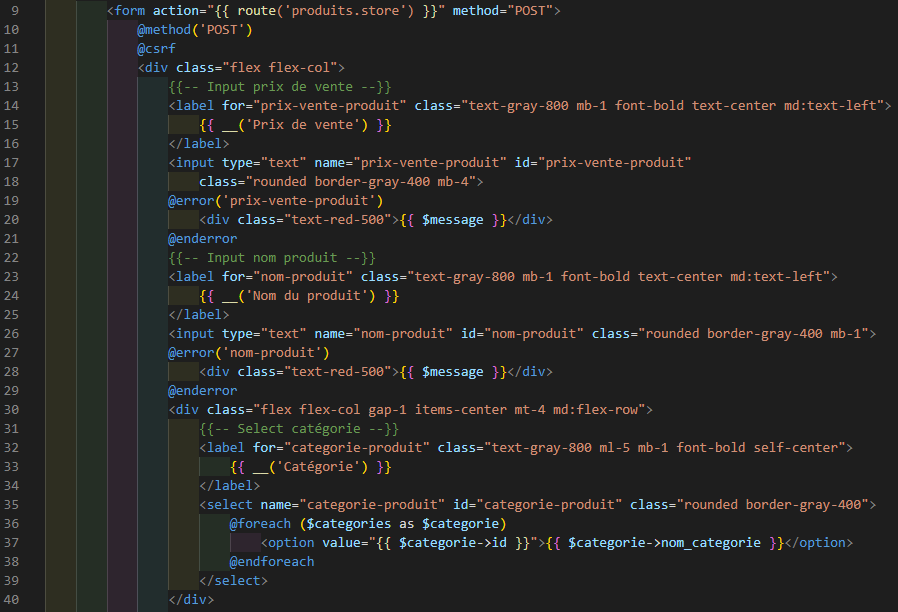 9 <form action="{{ route('produits.store') }}" method="POST">
10 @method('POST')
11 @csrf
12 <div class="flex flex-col">
13 {{-- Input prix de vente --}}
14 <label for="prix-vente-produit" class="text-gray-800 mb-1 font-bold text-center md:text-left">
15 {{ __('Prix de vente') }}
16 </label>
17 <input type="text" name="prix-vente-produit" id="prix-vente-produit"
18 class="rounded border-gray-400 mb-4">
19 @error('prix-vente-produit')
20 <div class="text-red-500">{{ $message }}</div>
21 @enderror
22 {{-- Input nom produit --}}
23 <label for="nom-produit" class="text-gray-800 mb-1 font-bold text-center md:text-left">
24 {{ __('Nom du produit') }}
25 </label>
26 <input type="text" name="nom-produit" id="nom-produit" class="rounded border-gray-400 mb-1">
27 @error('nom-produit')
28 <div class="text-red-500">{{ $message }}</div>
29 @enderror
30 <div class="flex flex-col gap-1 items-center mt-4 md:flex-row">
31 {{-- Select catégorie --}}
32 <label for="categorie-produit" class="text-gray-800 ml-5 mb-1 font-bold self-center">
33 {{ __('Catégorie') }}
34 </label>
35 <select name="categorie-produit" id="categorie-produit" class="rounded border-gray-400">
36 @foreach ($categories as $categorie)
37 <option value="{{ $categorie->id }}">{{ $categorie->nom_categorie }}</option>
38 @endforeach
39 </select>
40 </div>